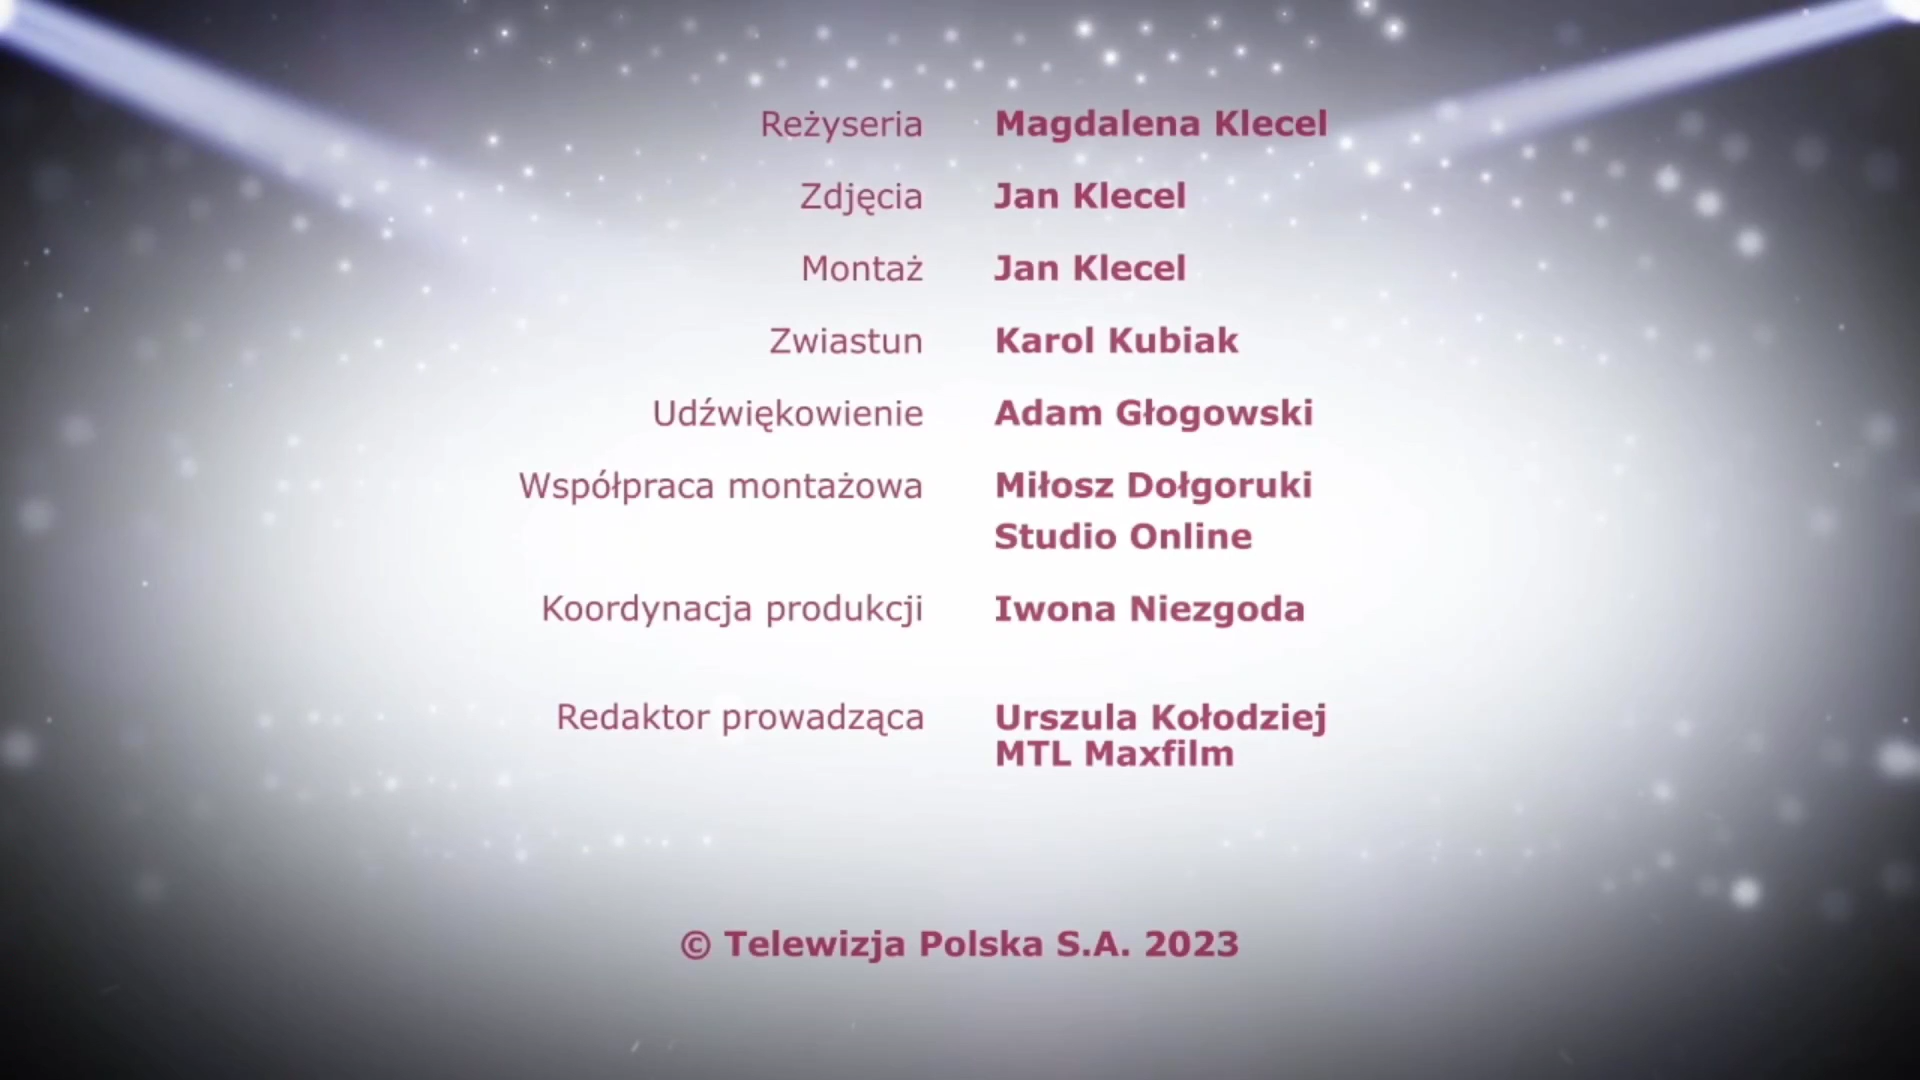 Reżyseria Magdalena Klecel
Zdjęcia Jan Klecel
Montaż Jan Klecel
Zwiastun Karol Kubiak
Udźwiękowienie Adam Głogowski
Współpraca montażowa Miłosz Dołgoruki
Studio Online
Koordynacja produkcji Iwona Niezgoda
Redaktor prowadząca Urszula Kołodziej
MTL Maxfilm
© Telewizja Polska S.A. 2023